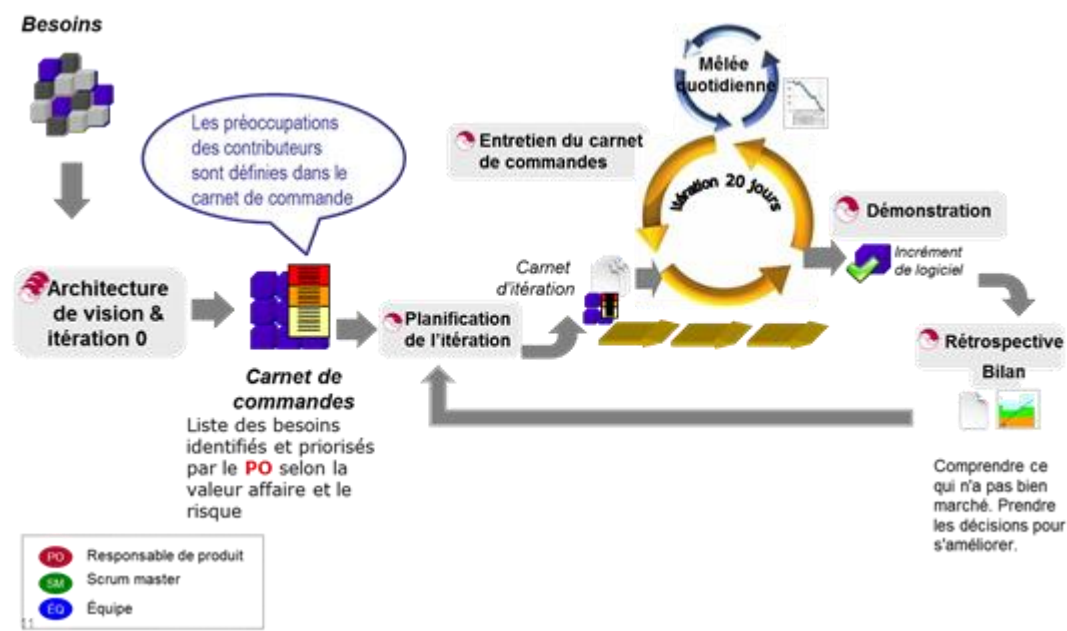 Besoins
Les préoccupations
des contributeurs
sont définies dans le
carnet de commande
Architecture
de vision &
itération 0
Carnet de
commandes
Liste des besoins
identifiés et priorisés
par le PO selon la
valeur affaire et le
risque
Planification
de l'itération
Carnet
d'itération
Entretien du carnet
de commandes
Mêlée
quotidienne
Itération 20 jours
Démonstration
Incrément
de logiciel
Rétrospective
Bilan
Comprendre ce
qui n'a pas bien
marché. Prendre
les décisions pour
s'améliorer.
PO Responsable de produit
SM Scrum master
ÉQ Équipe
11